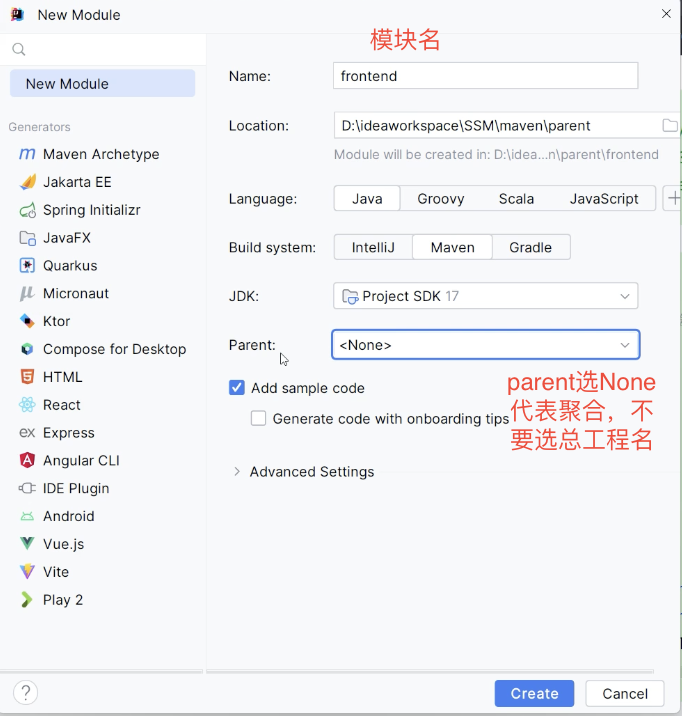 New Module
模块名
New Module
Name:
frontend
Location:
D:\ideaworkspace\SSM\maven\parent
Module will be created in: D:\idea...n\parent\frontend
Generators
Maven Archetype
Jakarta EE
Spring Initializr
JavaFX
Quarkus
Micronaut
Ktor
Compose for Desktop
HTML
React
Express
Angular CLI
IDE Plugin
Android
Vue.js
Vite
Play 2
Language:
Java Groovy Scala JavaScript
Build system:
IntelliJ Maven Gradle
JDK:
Project SDK 17
Parent:
<None>
Add sample code
Generate code with onboarding tips
parent选None
代表聚合，不
要选总工程名
Advanced Settings
?
Create
Cancel